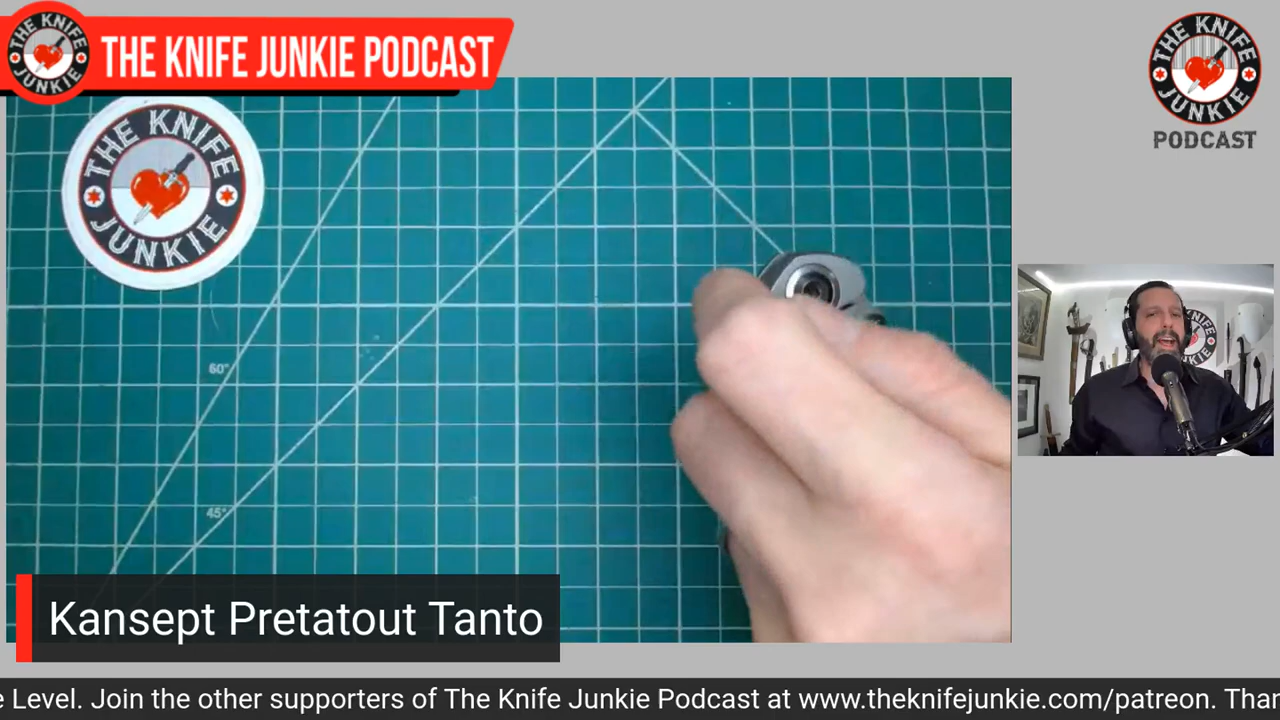 THE KNIFE JUNKIE
THE KNIFE JUNKIE PODCAST
THE KNIFE JUNKIE
PODCAST
THE KNIFE
JUNKIE
60°
45°
Kansept Pretatout Tanto
e Level. Join the other supporters of The Knife Junkie Podcast at www.theknifejunkie.com/patreon. Than